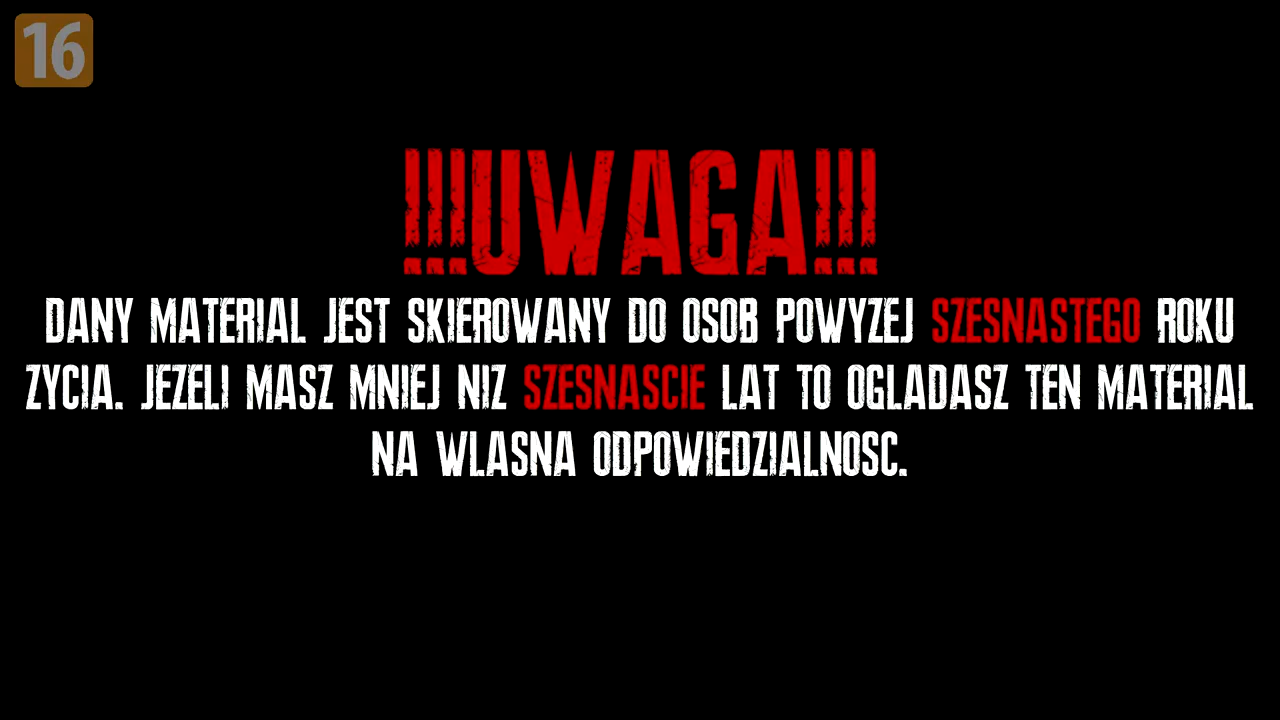 16
!!!UWAGA!!!
DANY MATERIAL JEST SKIEROWANY DO OSOB POWYZEJ SZESNASTEGO ROKU
ZYCIA. JEZELI MASZ MNIEJ NIZ SZESNASCIE LAT TO OGLADASZ TEN MATERIAL
NA WLASNA ODPOWIEDZIALNOSC.